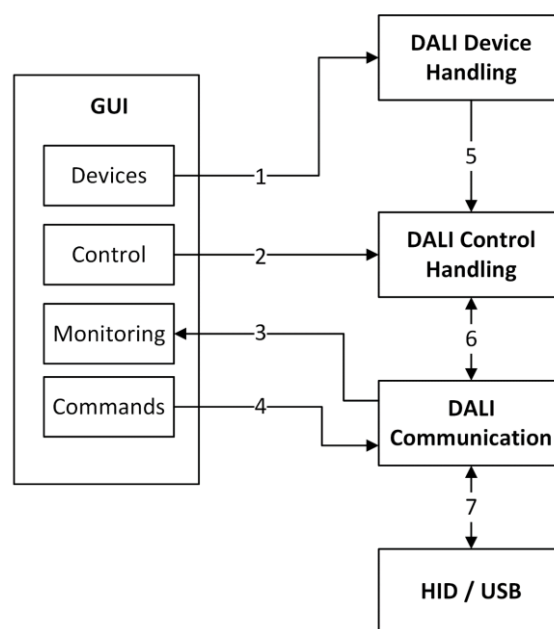 DALI Device
Handling
GUI
Devices
1
5
Control
2
DALI Control
Handling
Monitoring
3
6
Commands
4
DALI
Communication
7
HID / USB